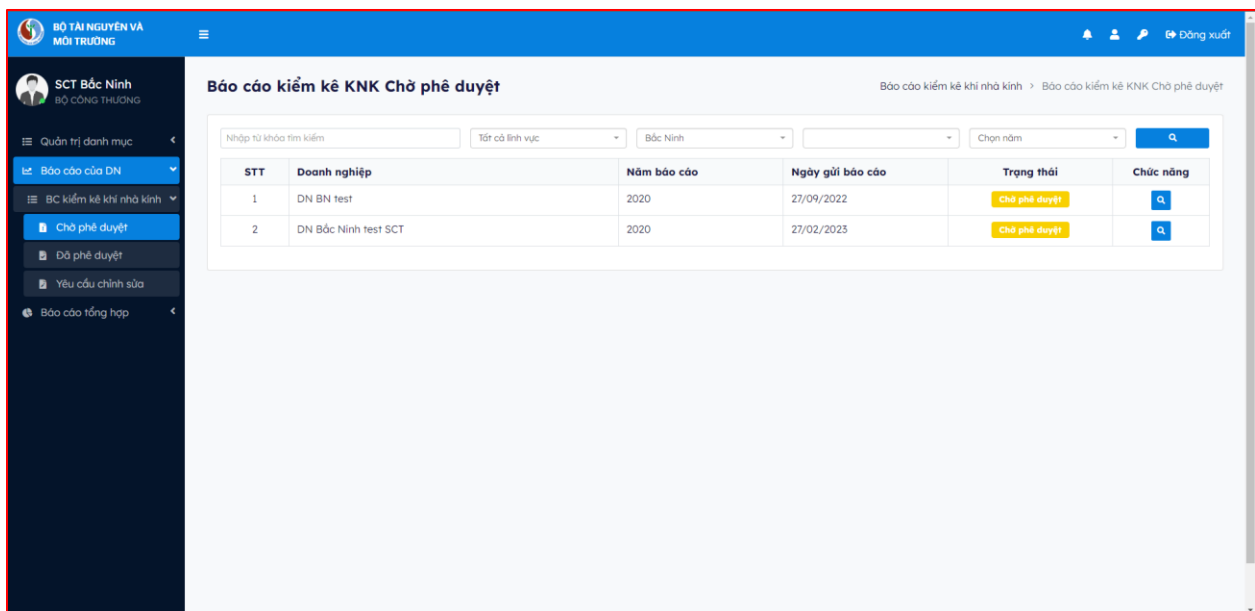 BỘ TÀI NGUYÊN VÀ
MÔI TRƯỜNG
Đăng xuất
SCT Bắc Ninh
BỘ CÔNG THƯƠNG
Quản trị danh mục
Báo cáo của DN
BC kiểm kê khí nhà kính
Chờ phê duyệt
Đã phê duyệt
Yêu cầu chỉnh sửa
Báo cáo tổng hợp
Báo cáo kiểm kê KNK Chờ phê duyệt
Báo cáo kiểm kê khí nhà kính > Báo cáo kiểm kê KNK Chờ phê duyệt
Nhập từ khóa tìm kiếm Tất cả lĩnh vực Bắc Ninh Chọn năm
STT Doanh nghiệp Năm báo cáo Ngày gửi báo cáo Trạng thái Chức năng
1 DN BN test 2020 27/09/2022 Chờ phê duyệt
2 DN Bắc Ninh test SCT 2020 27/02/2023 Chờ phê duyệt